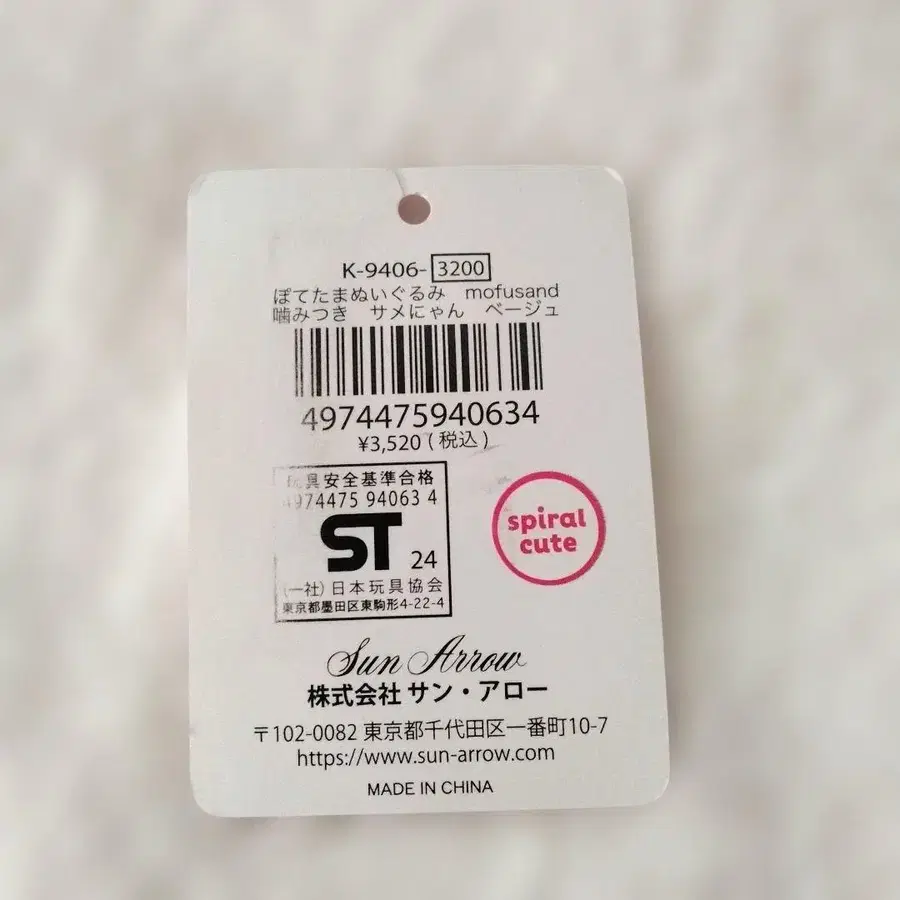 K-9406-3200
ぽてたまぬいぐるみ　mofusand
噛みつき　サメにゃん　ベージュ
4974475940634
¥3,520 ( 税込 )
玩具安全基準合格
4974475 94063 4
ST 24
(一社) 日本玩具協会
東京都墨田区東駒形4-22-4
spiral
cute
Sun Arrow
株式会社 サン・アロー
〒102-0082 東京都千代田区一番町10-7
https://www.sun-arrow.com
MADE IN CHINA